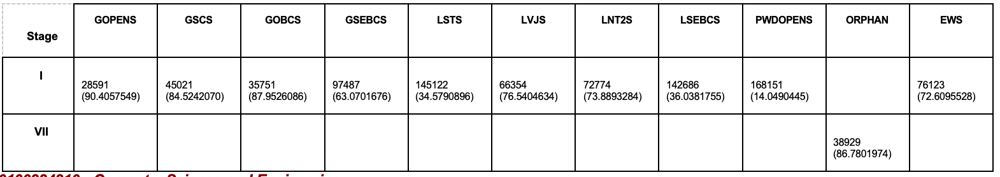 Stage GOPENS GSCS GOBCS GSEBCS LSTS LVJS LNT2S LSEBCS PWDOPENS ORPHAN EWS
I 28591 45021 35751 97487 145122 66354 72774 142686 168151 76123
(90.4057549) (84.5242070) (87.9526086) (63.0701676) (34.5790896) (76.5404634) (73.8893284) (36.0381755) (14.0490445) (72.6095528)
VII 38929
(86.7801974)